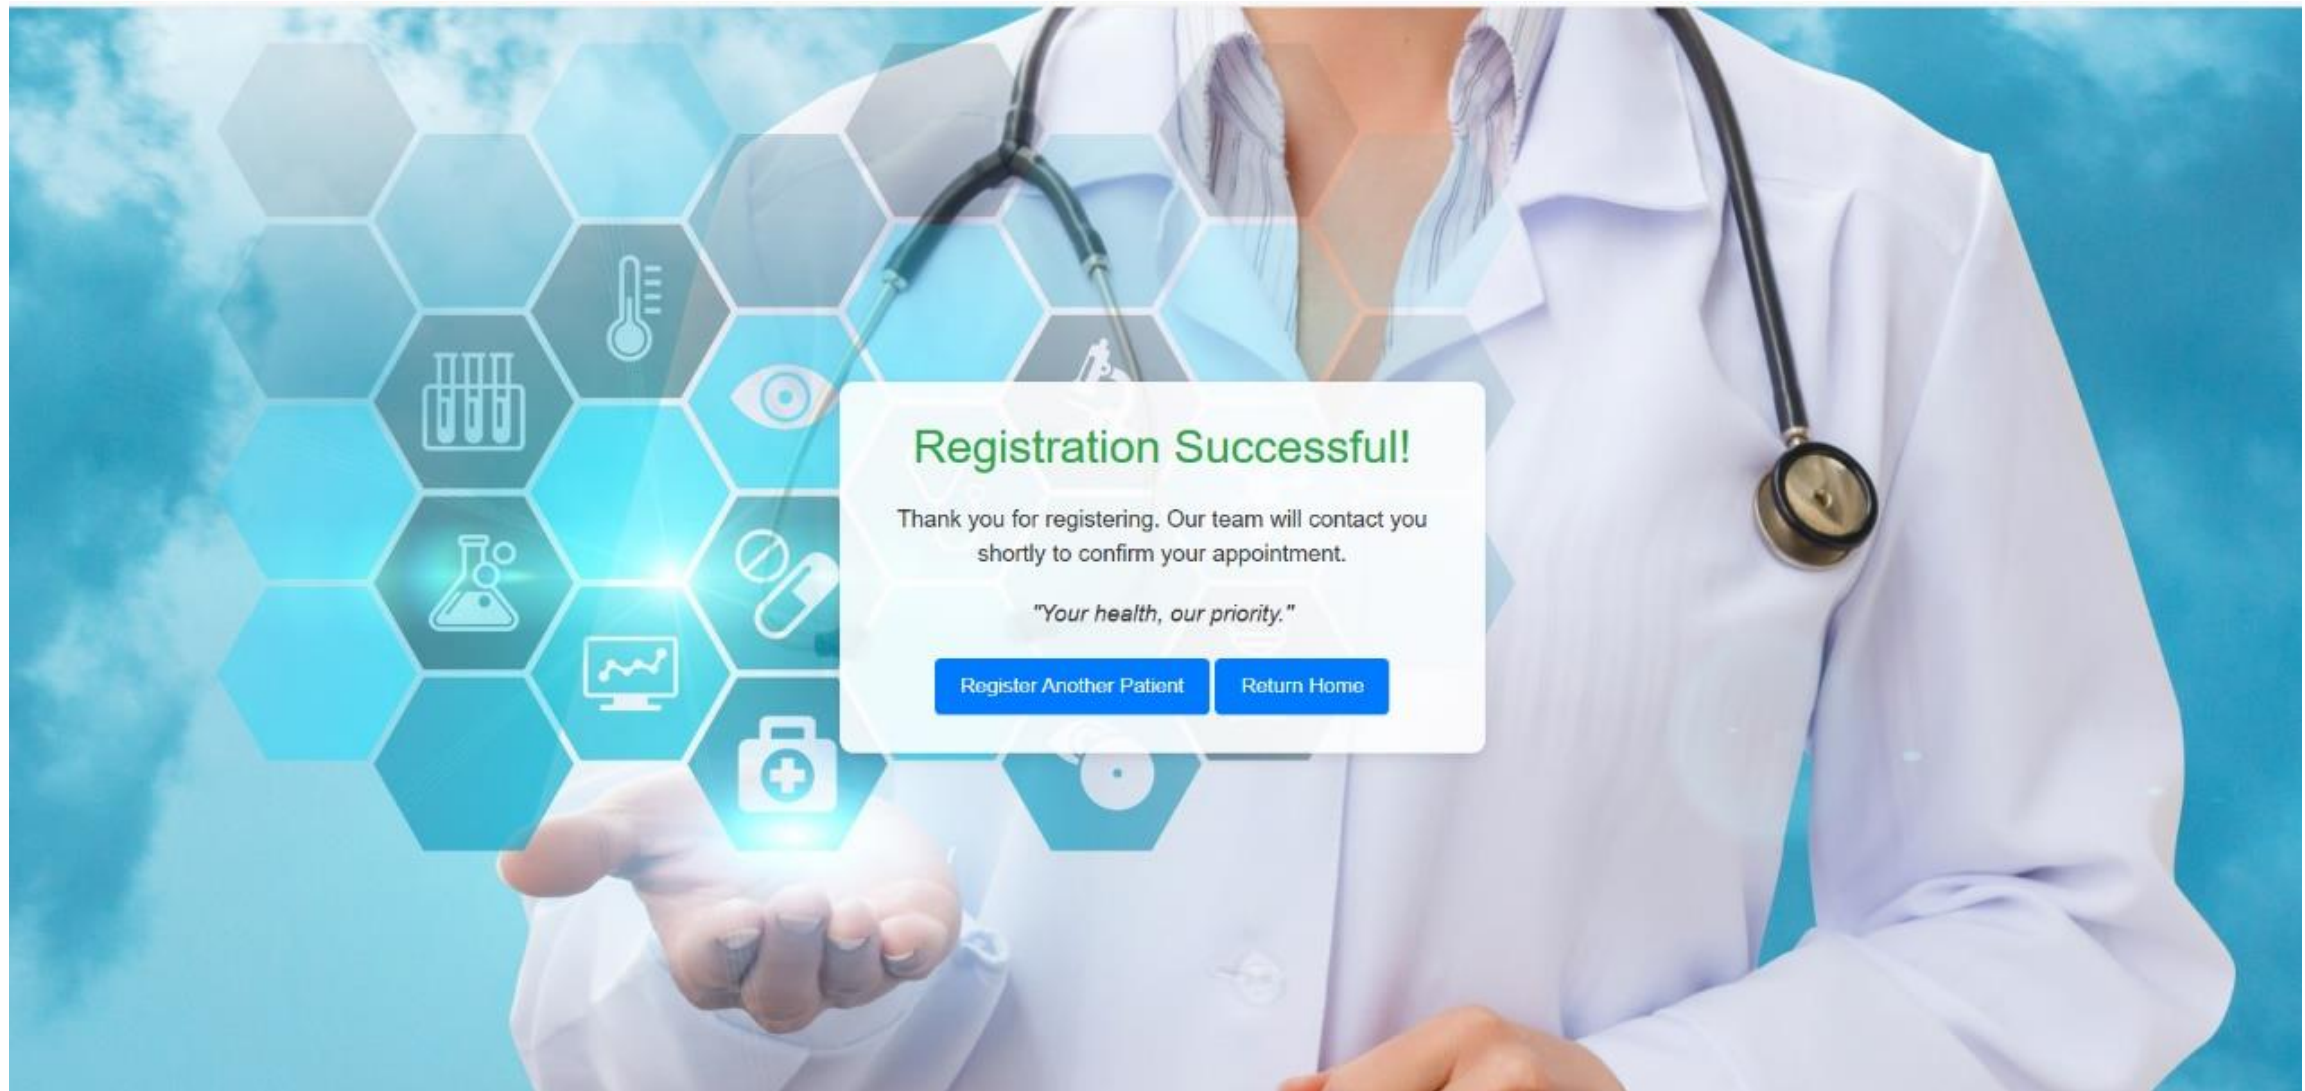 Registration Successful!
Thank you for registering. Our team will contact you
shortly to confirm your appointment.
"Your health, our priority."
Register Another Patient
Return Home